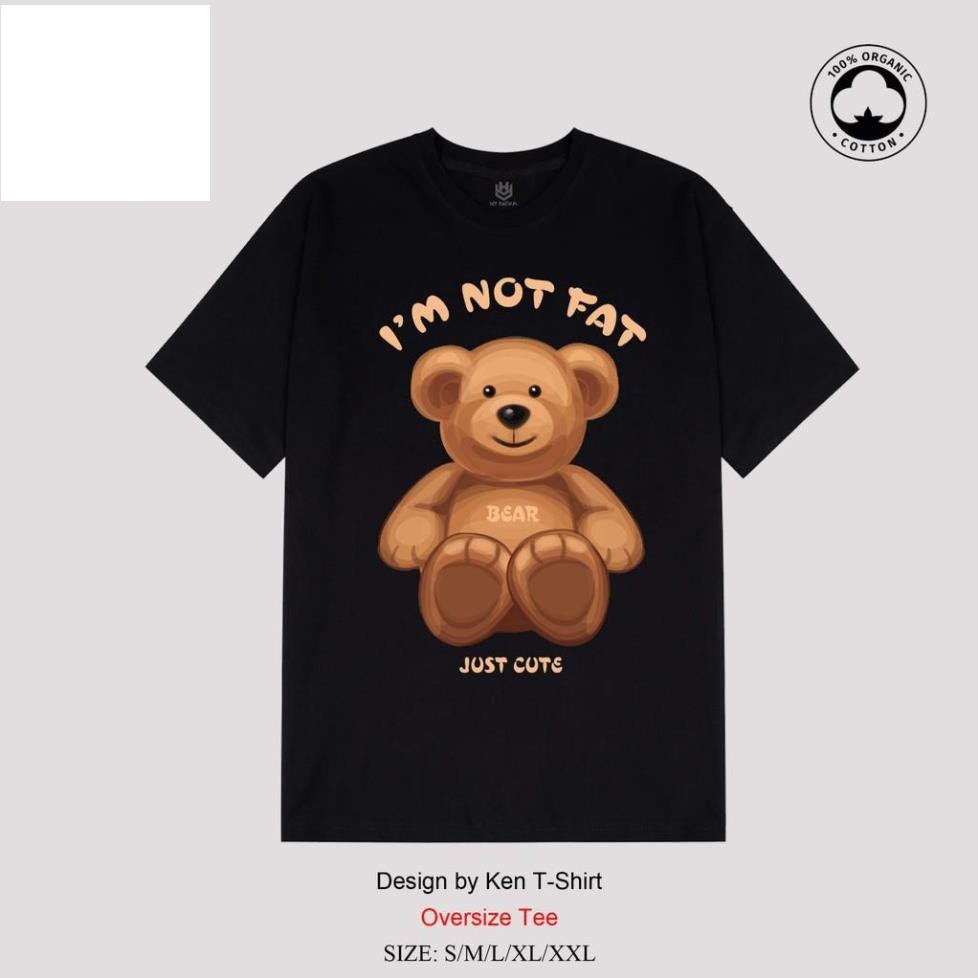 100% ORGANIC
COTTON
I'M NOT FAT
BEAR
JUST CUTE
Design by Ken T-Shirt
Oversize Tee
SIZE: S/M/L/XL/XXL